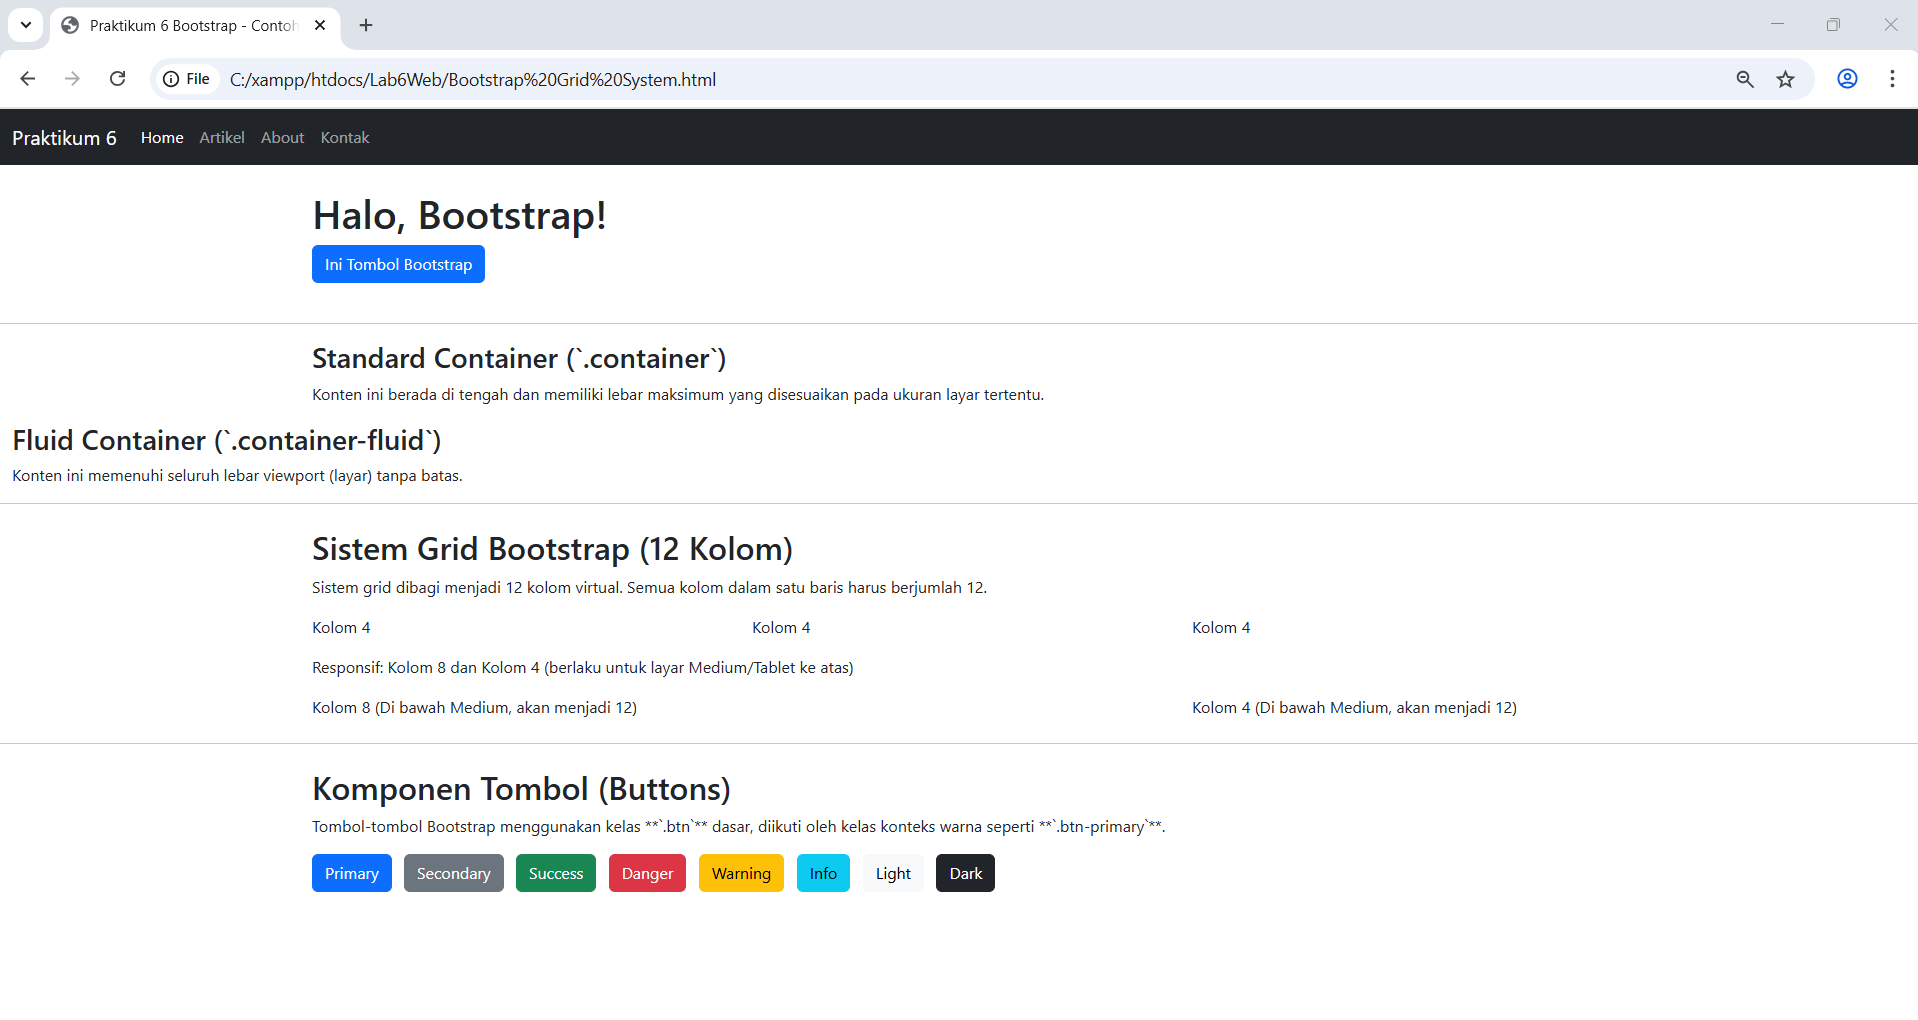 Praktikum 6 Bootstrap - Contoh
File C:/xampp/htdocs/Lab6Web/Bootstrap%20Grid%20System.html
Praktikum 6 Home Artikel About Kontak
Halo, Bootstrap!
Ini Tombol Bootstrap
Standard Container (`.container`)
Konten ini berada di tengah dan memiliki lebar maksimum yang disesuaikan pada ukuran layar tertentu.
Fluid Container (`.container-fluid`)
Konten ini memenuhi seluruh lebar viewport (layar) tanpa batas.
Sistem Grid Bootstrap (12 Kolom)
Sistem grid dibagi menjadi 12 kolom virtual. Semua kolom dalam satu baris harus berjumlah 12.
Kolom 4 Kolom 4 Kolom 4
Responsif: Kolom 8 dan Kolom 4 (berlaku untuk layar Medium/Tablet ke atas)
Kolom 8 (Di bawah Medium, akan menjadi 12) Kolom 4 (Di bawah Medium, akan menjadi 12)
Komponen Tombol (Buttons)
Tombol-tombol Bootstrap menggunakan kelas **`.btn`** dasar, diikuti oleh kelas konteks warna seperti **`.btn-primary`**.
Primary Secondary Success Danger Warning Info Light Dark